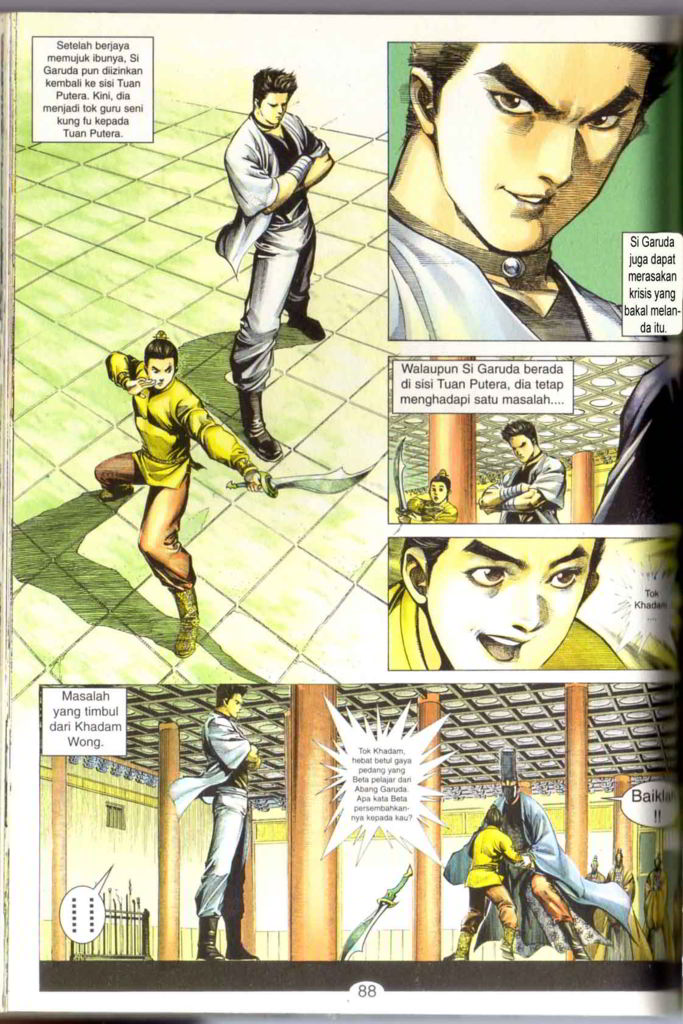 Setelah berjaya
memujuk ibunya, Si
Garuda pun diizinkan
kembali ke sisi Tuan
Putera. Kini, dia
menjadi tok guru seni
kung fu kepada
Tuan Putera.
Si Garuda
juga dapat
merasakan
krisis yang
bakal melan-
da itu.
Walaupun Si Garuda berada
di sisi Tuan Putera, dia tetap
menghadapi satu masalah....
Tok
Khadam
....
Masalah
yang timbul
dari Khadam
Wong.
Tok Khadam,
hebat betul gaya
pedang yang
Beta pelajar dari
Abang Garuda.
Apa kata Beta
persembahkan-
nya kepada kau?
Baiklah
!!
88